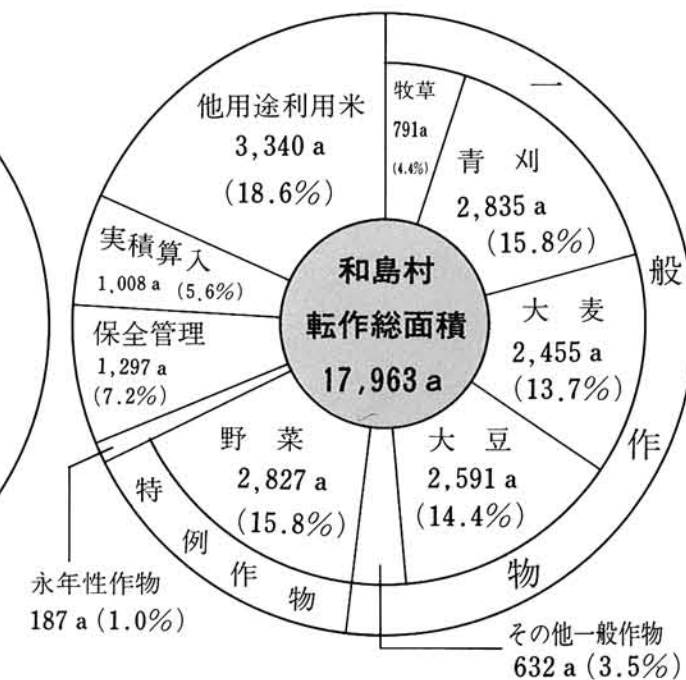 和島村
転作総面積
17,963 a
一般作物
牧草
791a
(4.4%)
青刈
2,835 a
(15.8%)
大麦
2,455 a
(13.7%)
大豆
2,591 a
(14.4%)
その他一般作物
632 a (3.5%)
特例作物
野菜
2,827 a
(15.8%)
永年性作物
187 a (1.0%)
保全管理
1,297 a
(7.2%)
実積算入
1,008 a (5.6%)
他用途利用米
3,340 a
(18.6%)